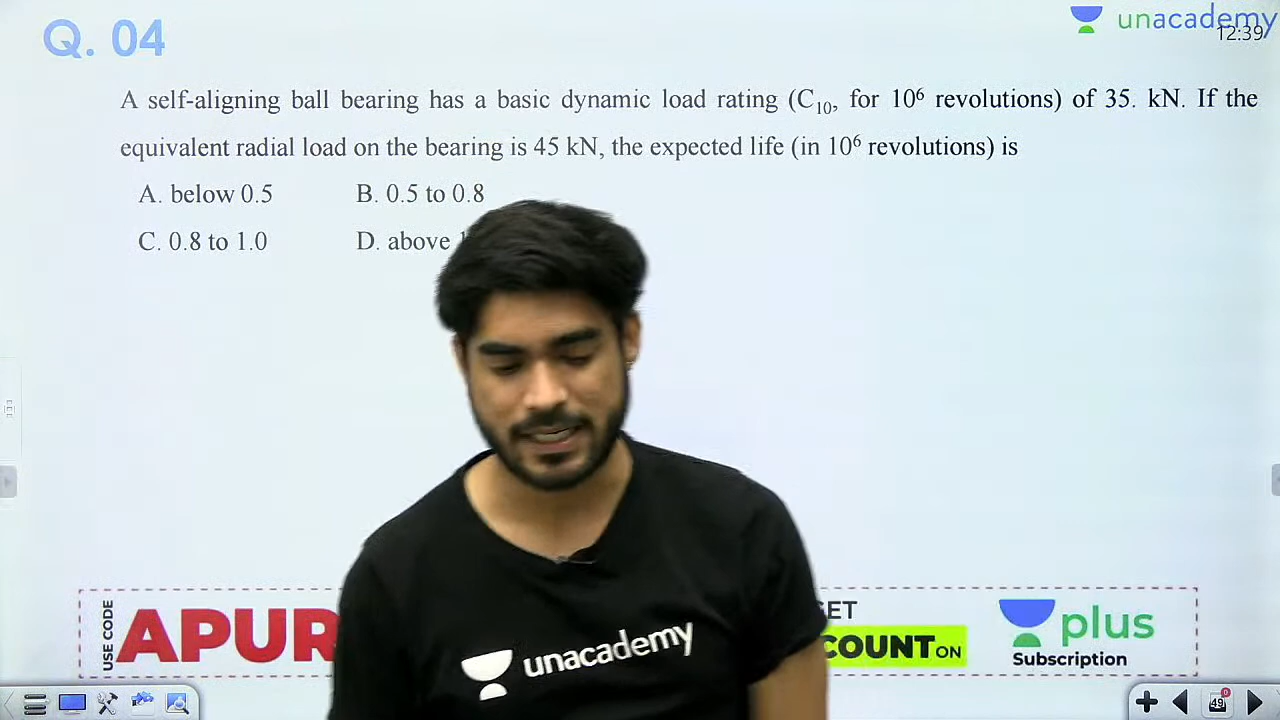 Q. 04
unacademy
12:39
A self-aligning ball bearing has a basic dynamic load rating (C10, for 10⁶ revolutions) of 35. kN. If the
equivalent radial load on the bearing is 45 kN, the expected life (in 10⁶ revolutions) is
A. below 0.5 B. 0.5 to 0.8
C. 0.8 to 1.0 D. above
unacademy
USE CODE
APUR
COUNT ON
plus
Subscription
49